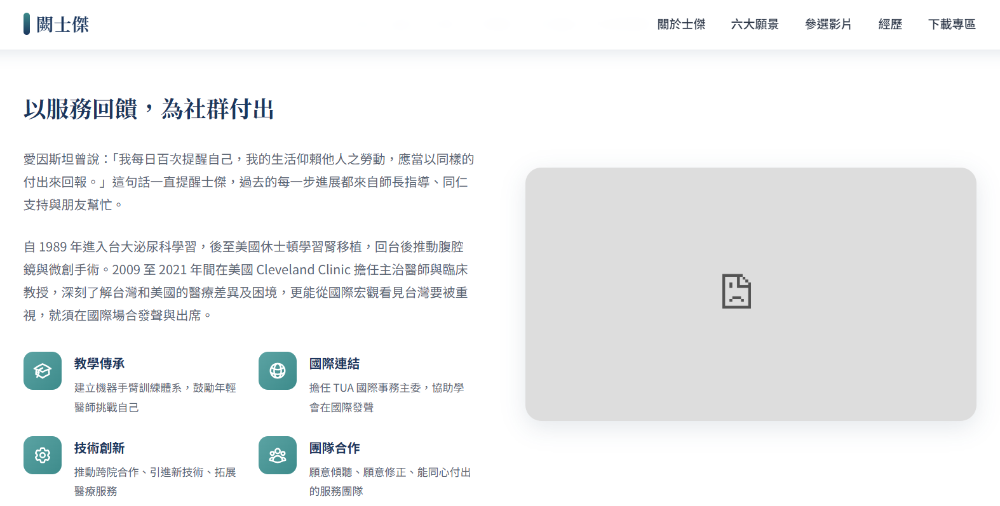 闕士傑
關於士傑
六大願景
參選影片
經歷
下載專區
以服務回饋，為社群付出
愛因斯坦曾說：「我每日百次提醒自己，我的生活仰賴他人之勞動，應當以同樣的
付出來回報。」這句話一直提醒士傑，過去的每一步進展都來自師長指導、同仁
支持與朋友幫忙。
自 1989 年進入台大泌尿科學習，後至美國休士頓學習腎移植，回台後推動腹腔
鏡與微創手術。2009 至 2021 年間在美國 Cleveland Clinic 擔任主治醫師與臨床
教授，深刻了解台灣和美國的醫療差異及困境，更能從國際宏觀看見台灣要被重
視，就須在國際場合發聲與出席。
教學傳承
建立機器手臂訓練體系，鼓勵年輕
醫師挑戰自己
國際連結
擔任 TUA 國際事務主委，協助學
會在國際發聲
技術創新
推動跨院合作、引進新技術、拓展
醫療服務
團隊合作
願意傾聽、願意修正、能同心付出
的服務團隊